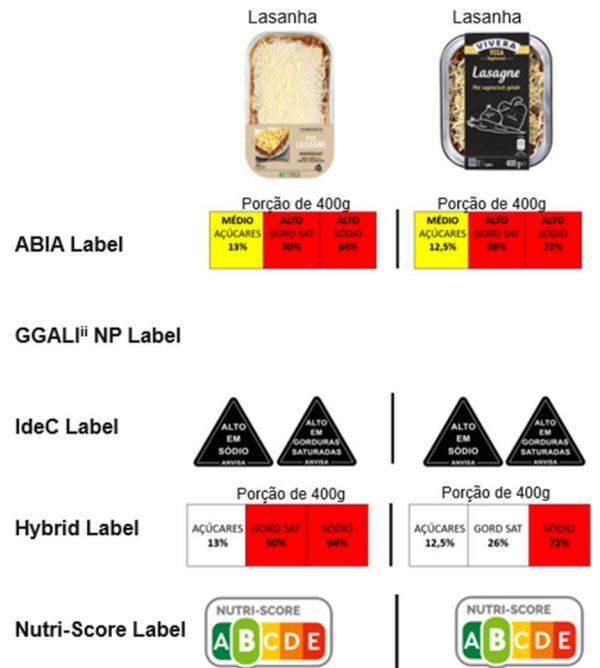 Lasanha
Lasanha
LASAGNE
VIVERA
VEGA
Lasagne
400g
Porção de 400g
Porção de 400g
ABIA Label
MÉDIO AÇÚCARES 13%
ALTO GORD SAT 50%
ALTO SÓDIO 64%
MÉDIO AÇÚCARES 12,5%
ALTO GORD SAT 26%
ALTO SÓDIO 72%
GGALIⁱⁱ NP Label
IdeC Label
ALTO
EM
SÓDIO
ANVISA
ALTO
EM
GORDURAS
SATURADAS
ANVISA
ALTO
EM
SÓDIO
ANVISA
ALTO
EM
GORDURAS
SATURADAS
ANVISA
Porção de 400g
Porção de 400g
Hybrid Label
AÇÚCARES 13%
GORD SAT 50%
SÓDIO 64%
AÇÚCARES 12,5%
GORD SAT 26%
SÓDIO 72%
Nutri-Score Label
NUTRI-SCORE
A B C D E
NUTRI-SCORE
A B C D E